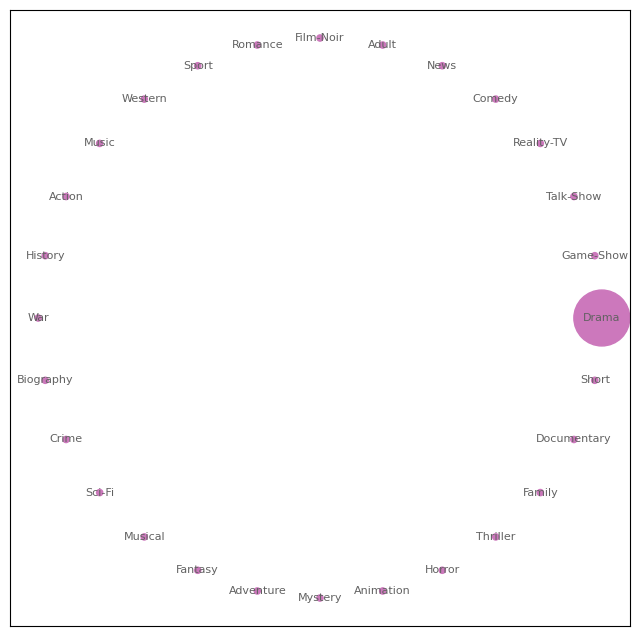 Film-Noir
Romance
Adult
Sport
News
Western
Comedy
Music
Reality-TV
Action
Talk-Show
History
Game-Show
War
Drama
Biography
Short
Crime
Documentary
Sci-Fi
Family
Musical
Thriller
Fantasy
Horror
Adventure
Animation
Mystery